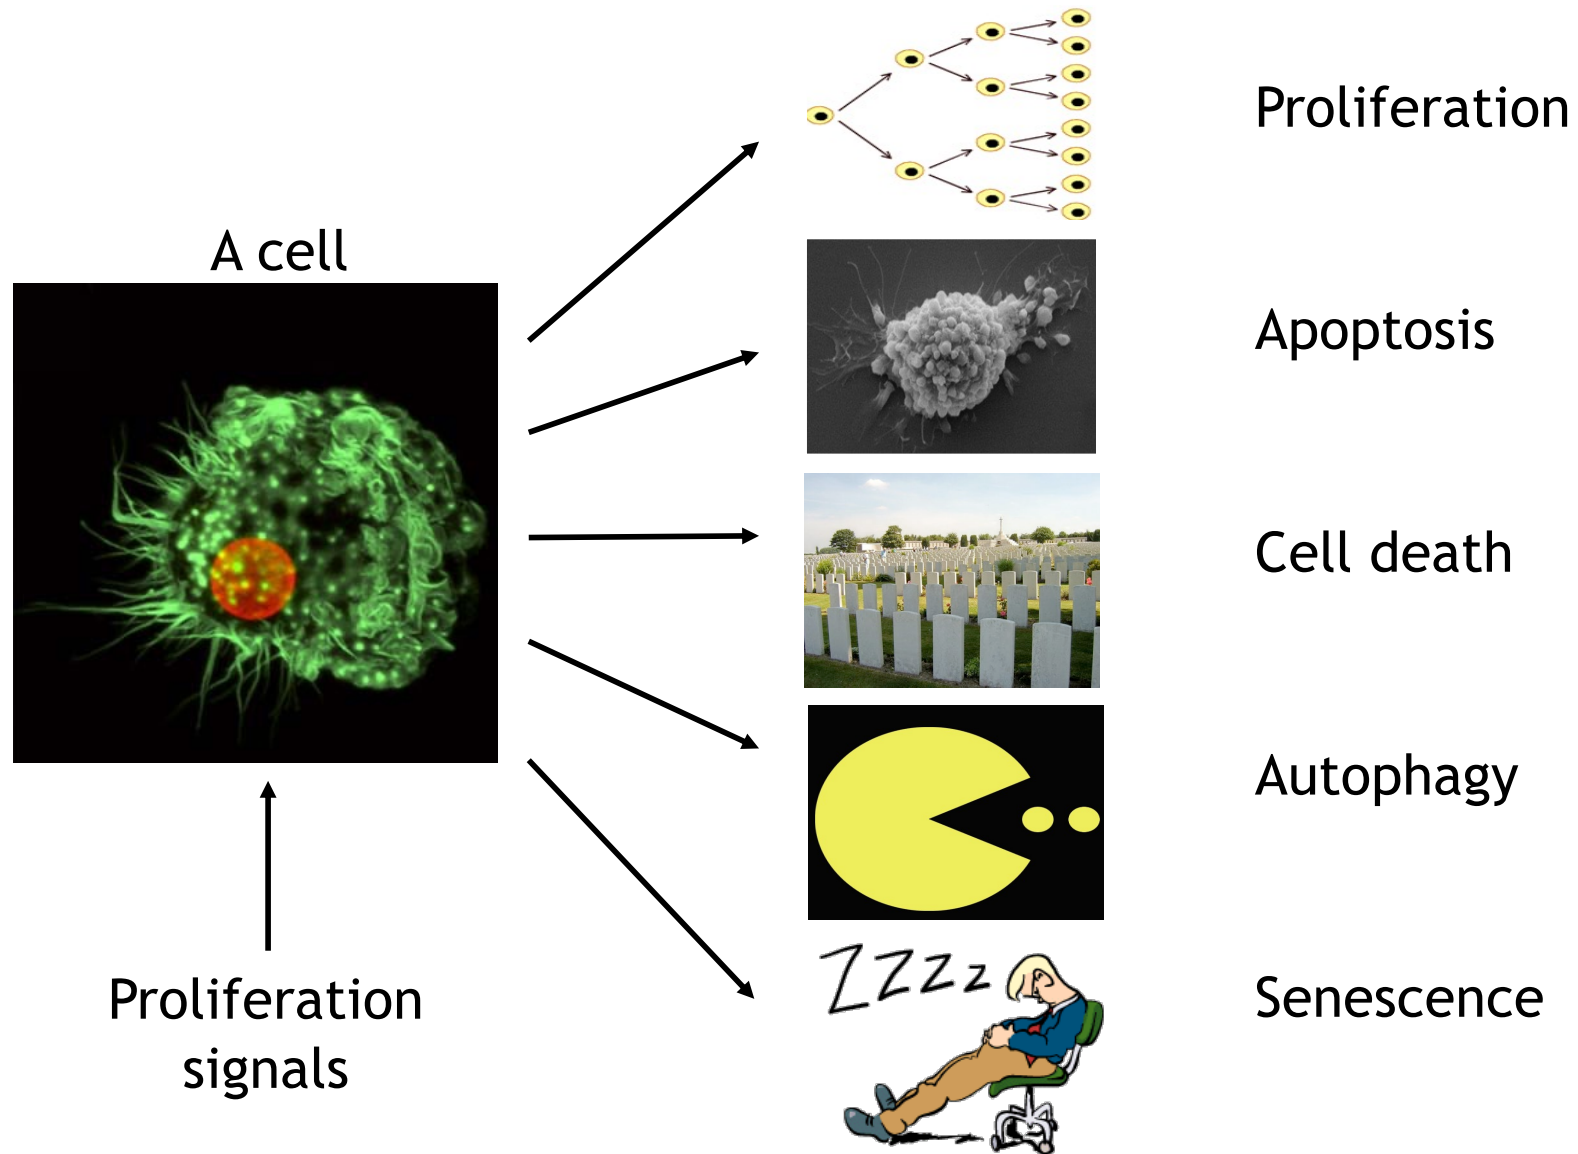 Proliferation
A cell
Apoptosis
Cell death
Autophagy
Zzzz
Senescence
Proliferation
signals